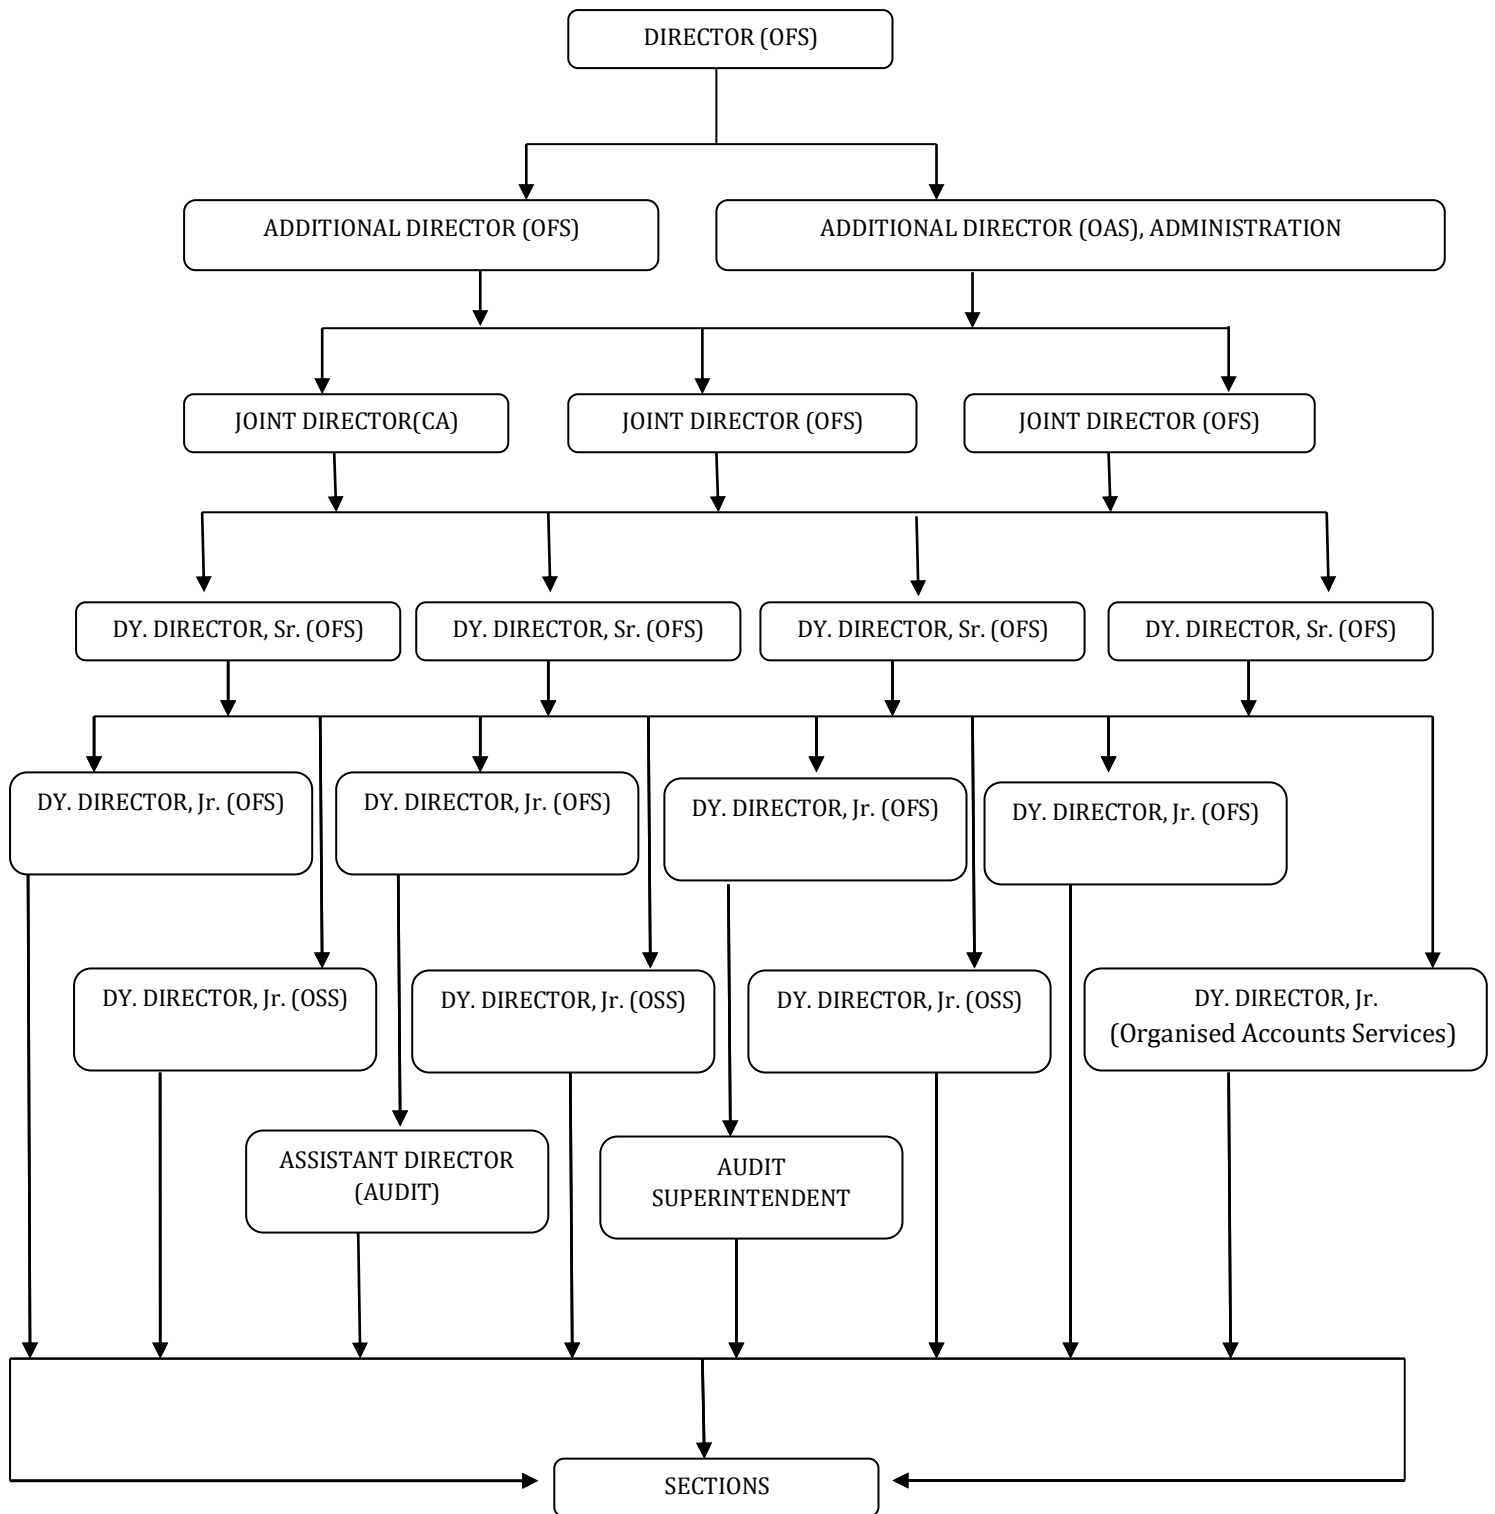 DIRECTOR (OFS)
ADDITIONAL DIRECTOR (OFS)
ADDITIONAL DIRECTOR (OAS), ADMINISTRATION
JOINT DIRECTOR(CA)
JOINT DIRECTOR (OFS)
JOINT DIRECTOR (OFS)
DY. DIRECTOR, Sr. (OFS)
DY. DIRECTOR, Sr. (OFS)
DY. DIRECTOR, Sr. (OFS)
DY. DIRECTOR, Sr. (OFS)
DY. DIRECTOR, Jr. (OFS)
DY. DIRECTOR, Jr. (OFS)
DY. DIRECTOR, Jr. (OFS)
DY. DIRECTOR, Jr. (OFS)
DY. DIRECTOR, Jr. (OSS)
DY. DIRECTOR, Jr. (OSS)
DY. DIRECTOR, Jr. (OSS)
DY. DIRECTOR, Jr.
(Organised Accounts Services)
ASSISTANT DIRECTOR
(AUDIT)
AUDIT
SUPERINTENDENT
SECTIONS